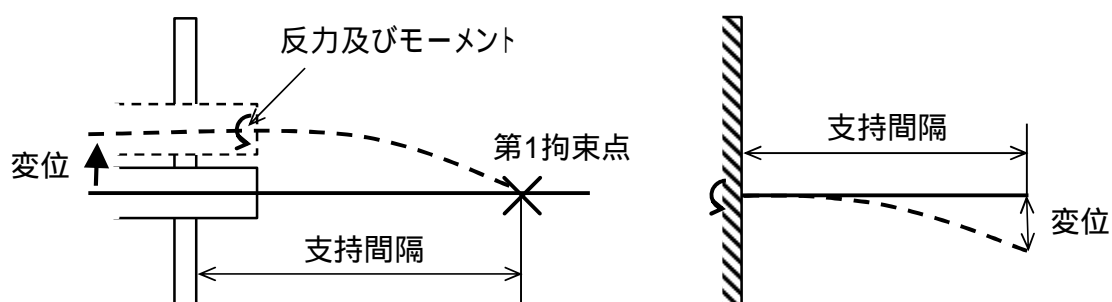 反力及びモーメント
変位
第1拘束点
支持間隔
支持間隔
変位